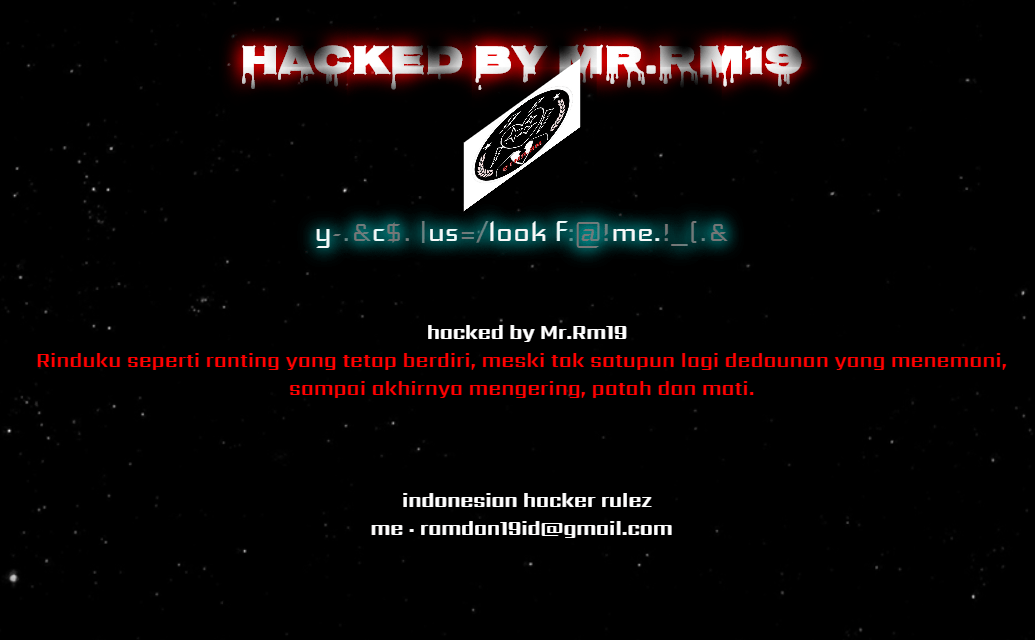 HACKED BY MR.RM19
y-.&c$. |us=/look f:@!me.!_[.&
hacked by Mr.Rm19
Rinduku seperti ranting yang tetap berdiri, meski tak satupun lagi dedaunan yang menemani,
sampai akhirnya mengering, patah dan mati.
indonesian hacker rulez
me - ramdan19id@gmail.com